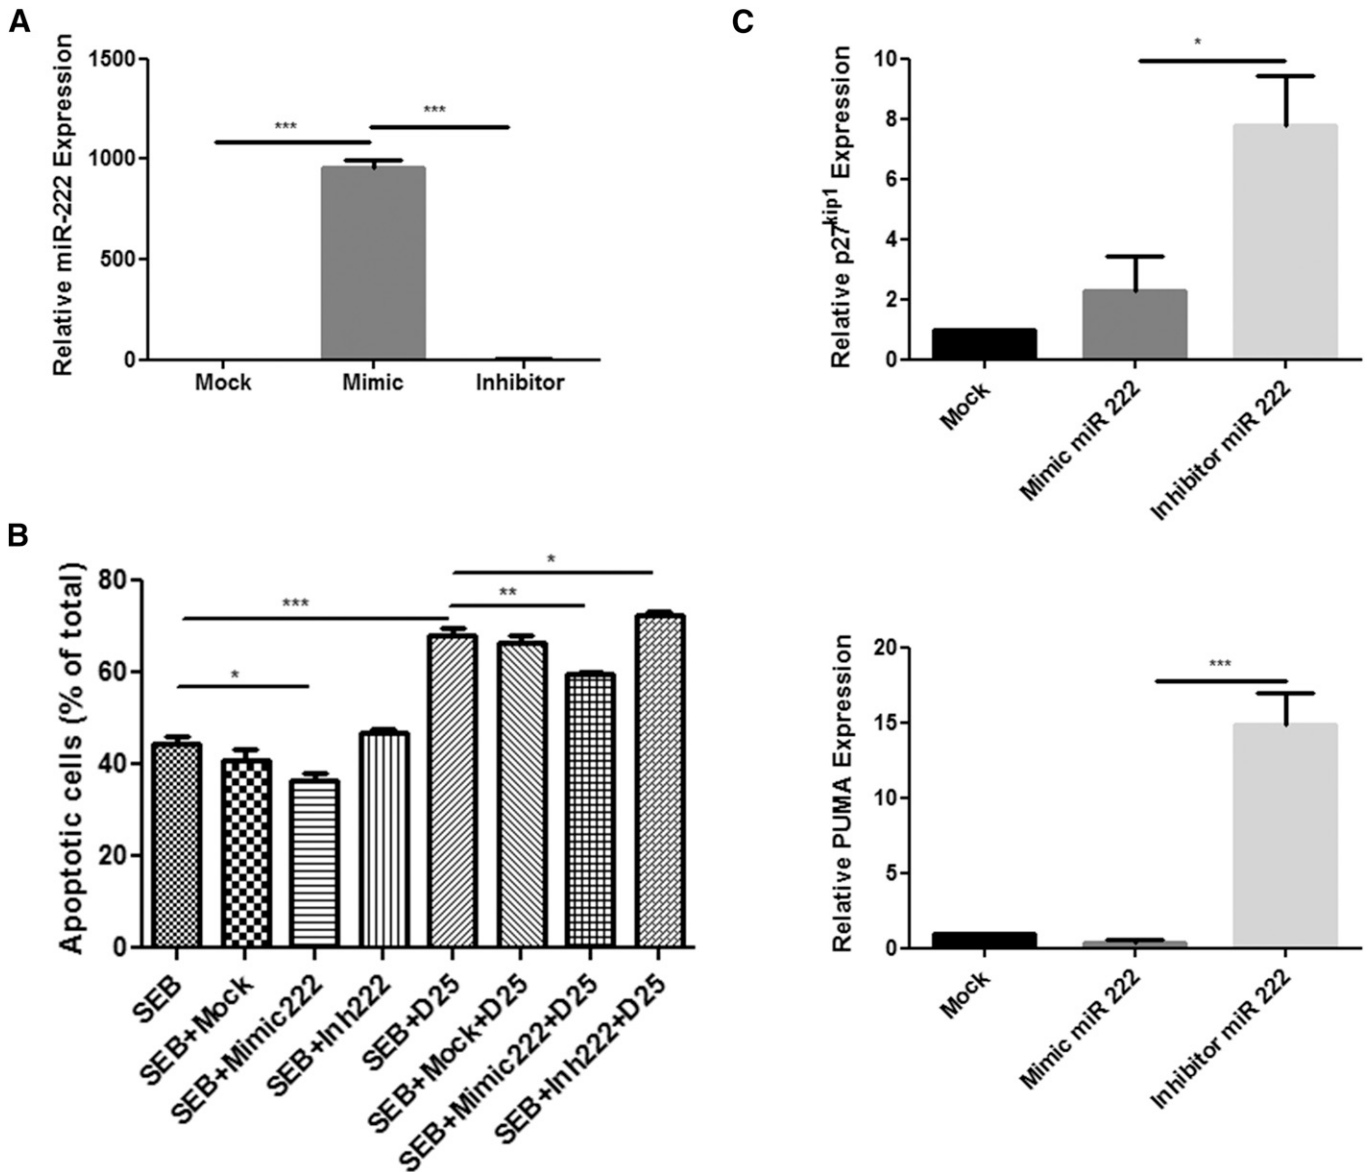 A
Relative miR-222 Expression
1500
1000
500
0
***
***
Mock
Mimic
Inhibitor
B
Apoptotic cells (% of total)
80
60
40
20
0
*
***
**
*
SEB
SEB+Mock
SEB+Mimic222
SEB+Inh222
SEB+D25
SEB+Mock+D25
SEB+Mimic222+D25
SEB+Inh222+D25
C
Relative p27kip1 Expression
10
8
6
4
2
0
*
Mock
Mimic miR 222
Inhibitor miR 222
Relative PUMA Expression
20
15
10
5
0
***
Mock
Mimic miR 222
Inhibitor miR 222